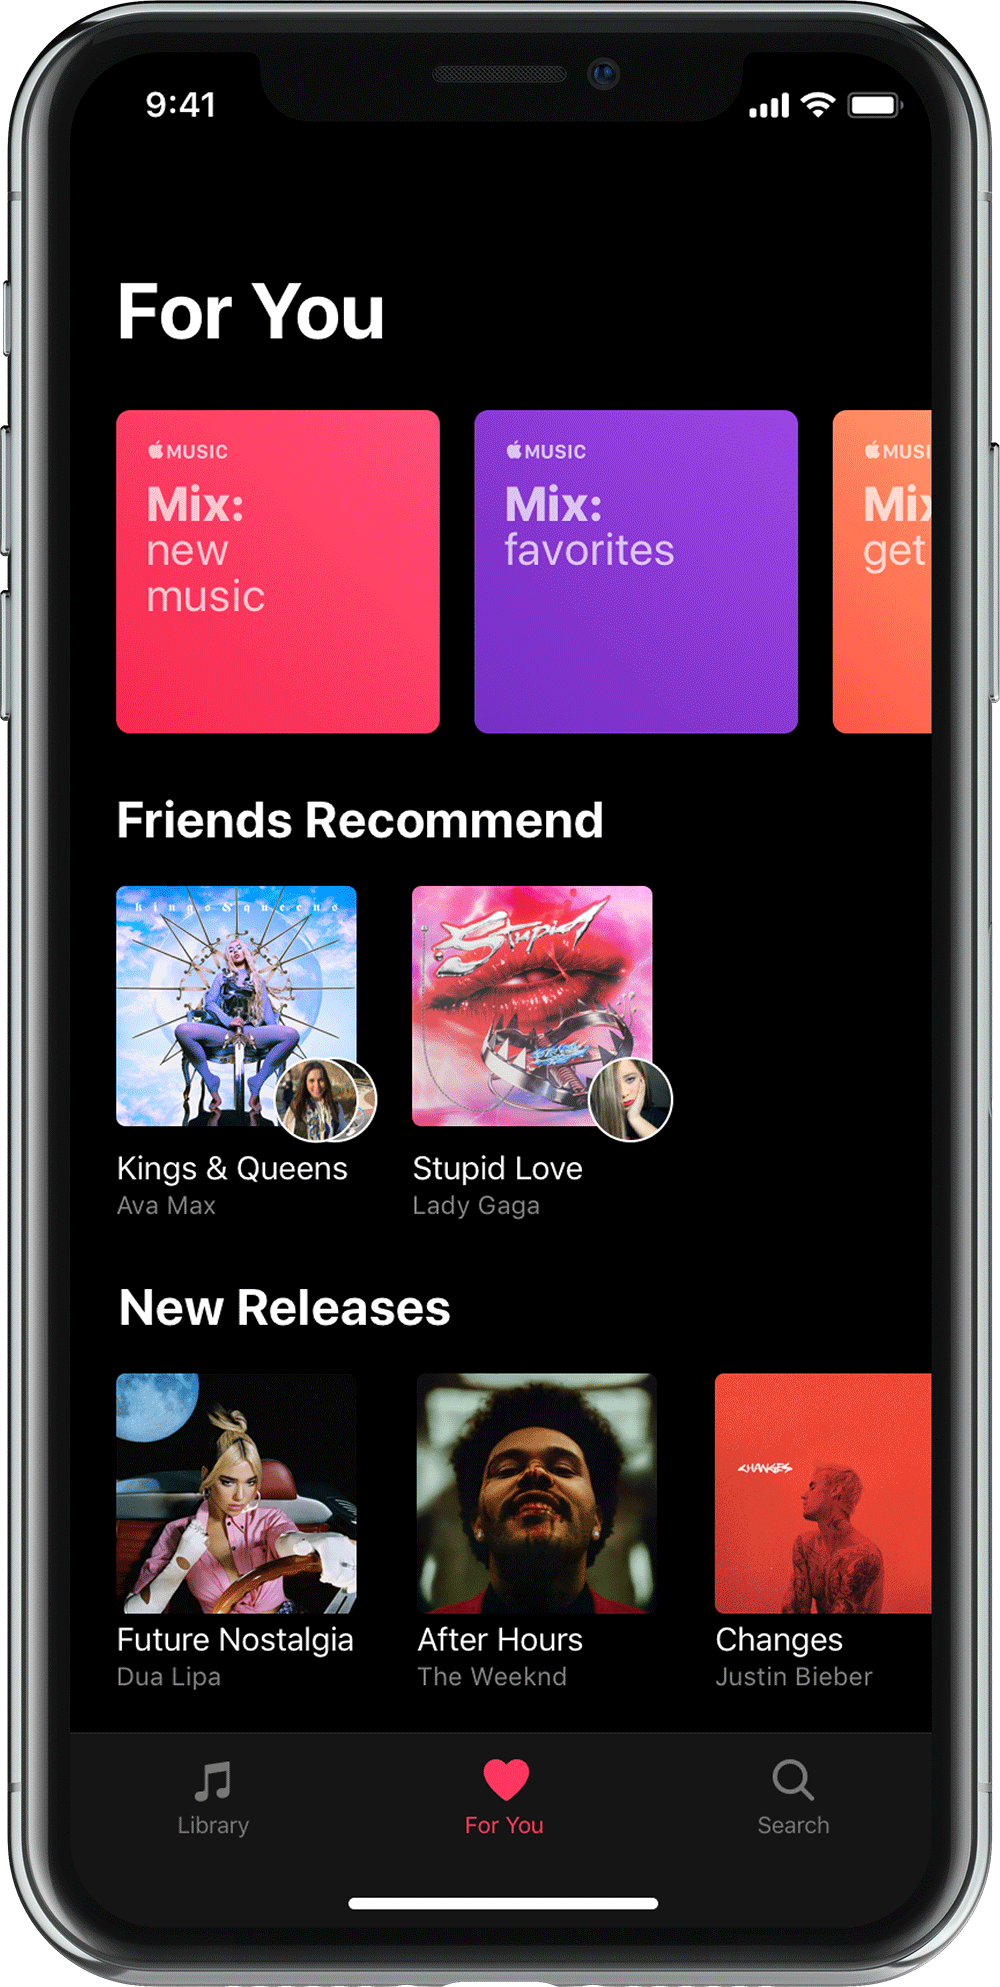 9:41
For You
MUSIC
Mix:
new
music
MUSIC
Mix:
favorites
MUSI
Mix
get
Friends Recommend
kings&queens
Stupid
Kings & Queens
Ava Max
Stupid Love
Lady Gaga
New Releases
CHANGES
Future Nostalgia
Dua Lipa
After Hours
The Weeknd
Changes
Justin Bieber
Library
For You
Search